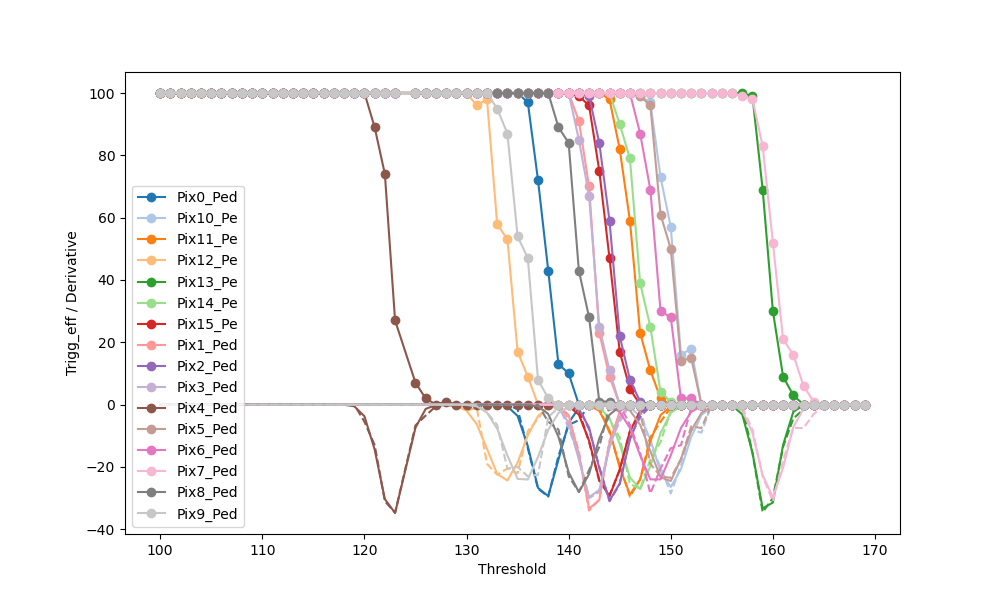 100
80
60
40
20
0
−20
−40
Trigg_eff / Derivative
Pix0_Ped
Pix10_Pe
Pix11_Pe
Pix12_Pe
Pix13_Pe
Pix14_Pe
Pix15_Pe
Pix1_Ped
Pix2_Ped
Pix3_Ped
Pix4_Ped
Pix5_Ped
Pix6_Ped
Pix7_Ped
Pix8_Ped
Pix9_Ped
100 110 120 130 140 150 160 170
Threshold